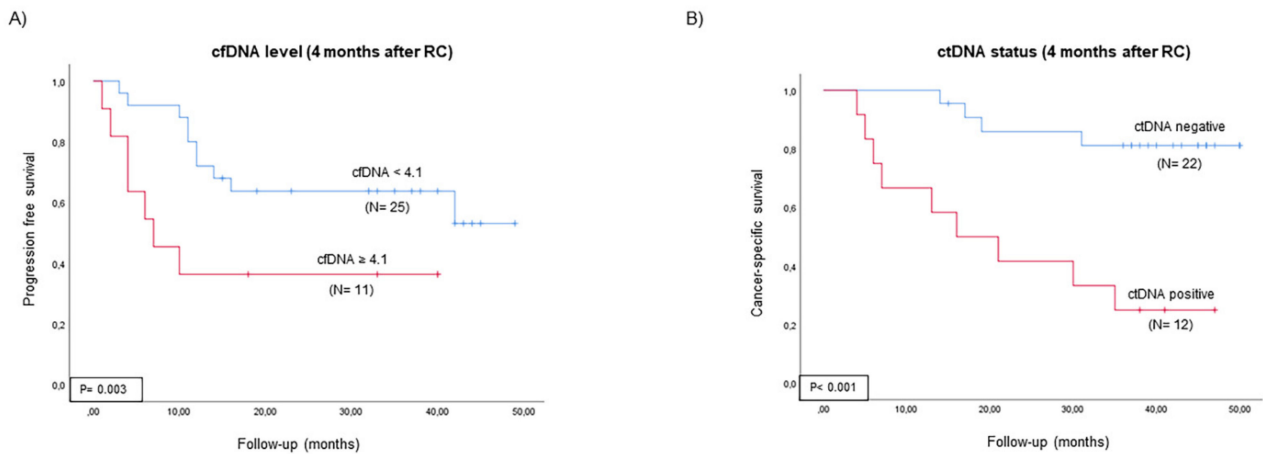 A)
cfDNA level (4 months after RC)
Progression free survival
1,0
0,8
0,6
0,4
0,2
0,0
cfDNA < 4.1
(N= 25)
cfDNA ≥ 4.1
(N= 11)
P= 0.003
,00 10,00 20,00 30,00 40,00 50,00
Follow-up (months)
B)
ctDNA status (4 months after RC)
Cancer-specific survival
1,0
0,8
0,6
0,4
0,2
0,0
ctDNA negative
(N= 22)
ctDNA positive
(N= 12)
P< 0.001
,00 10,00 20,00 30,00 40,00 50,00
Follow-up (months)